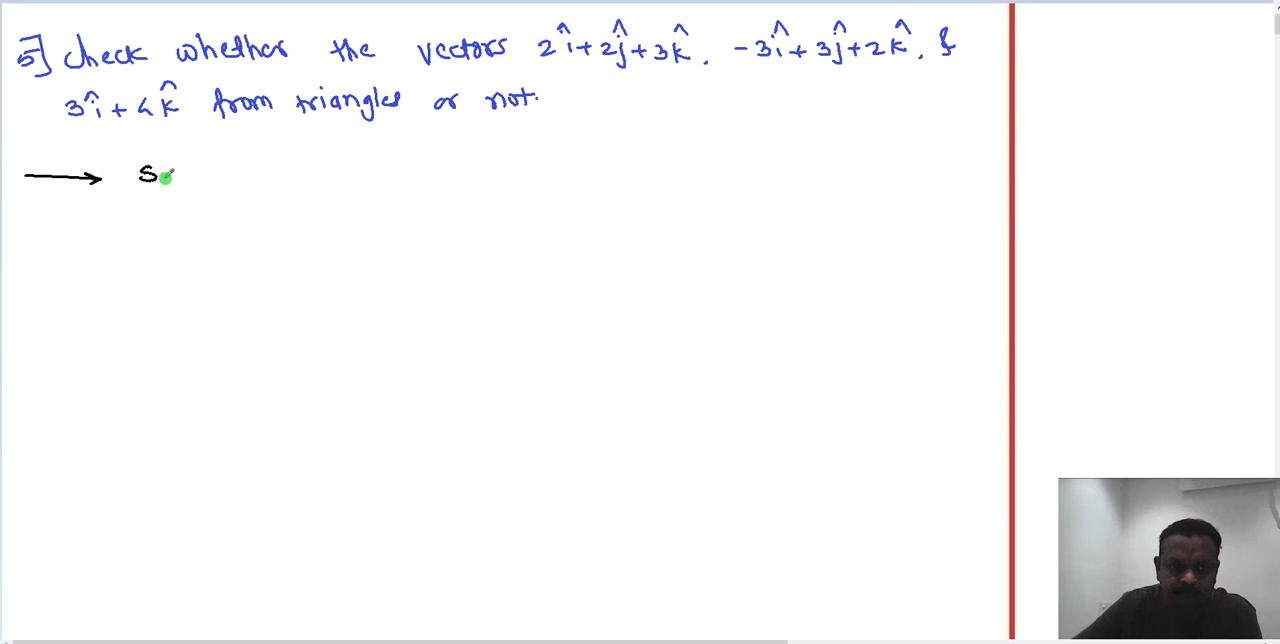 5] Check whether the vectors 2î + 2ĵ + 3k̂, -3î + 3ĵ + 2k̂, &
3î + 4k̂ from triangles or not.
→ S